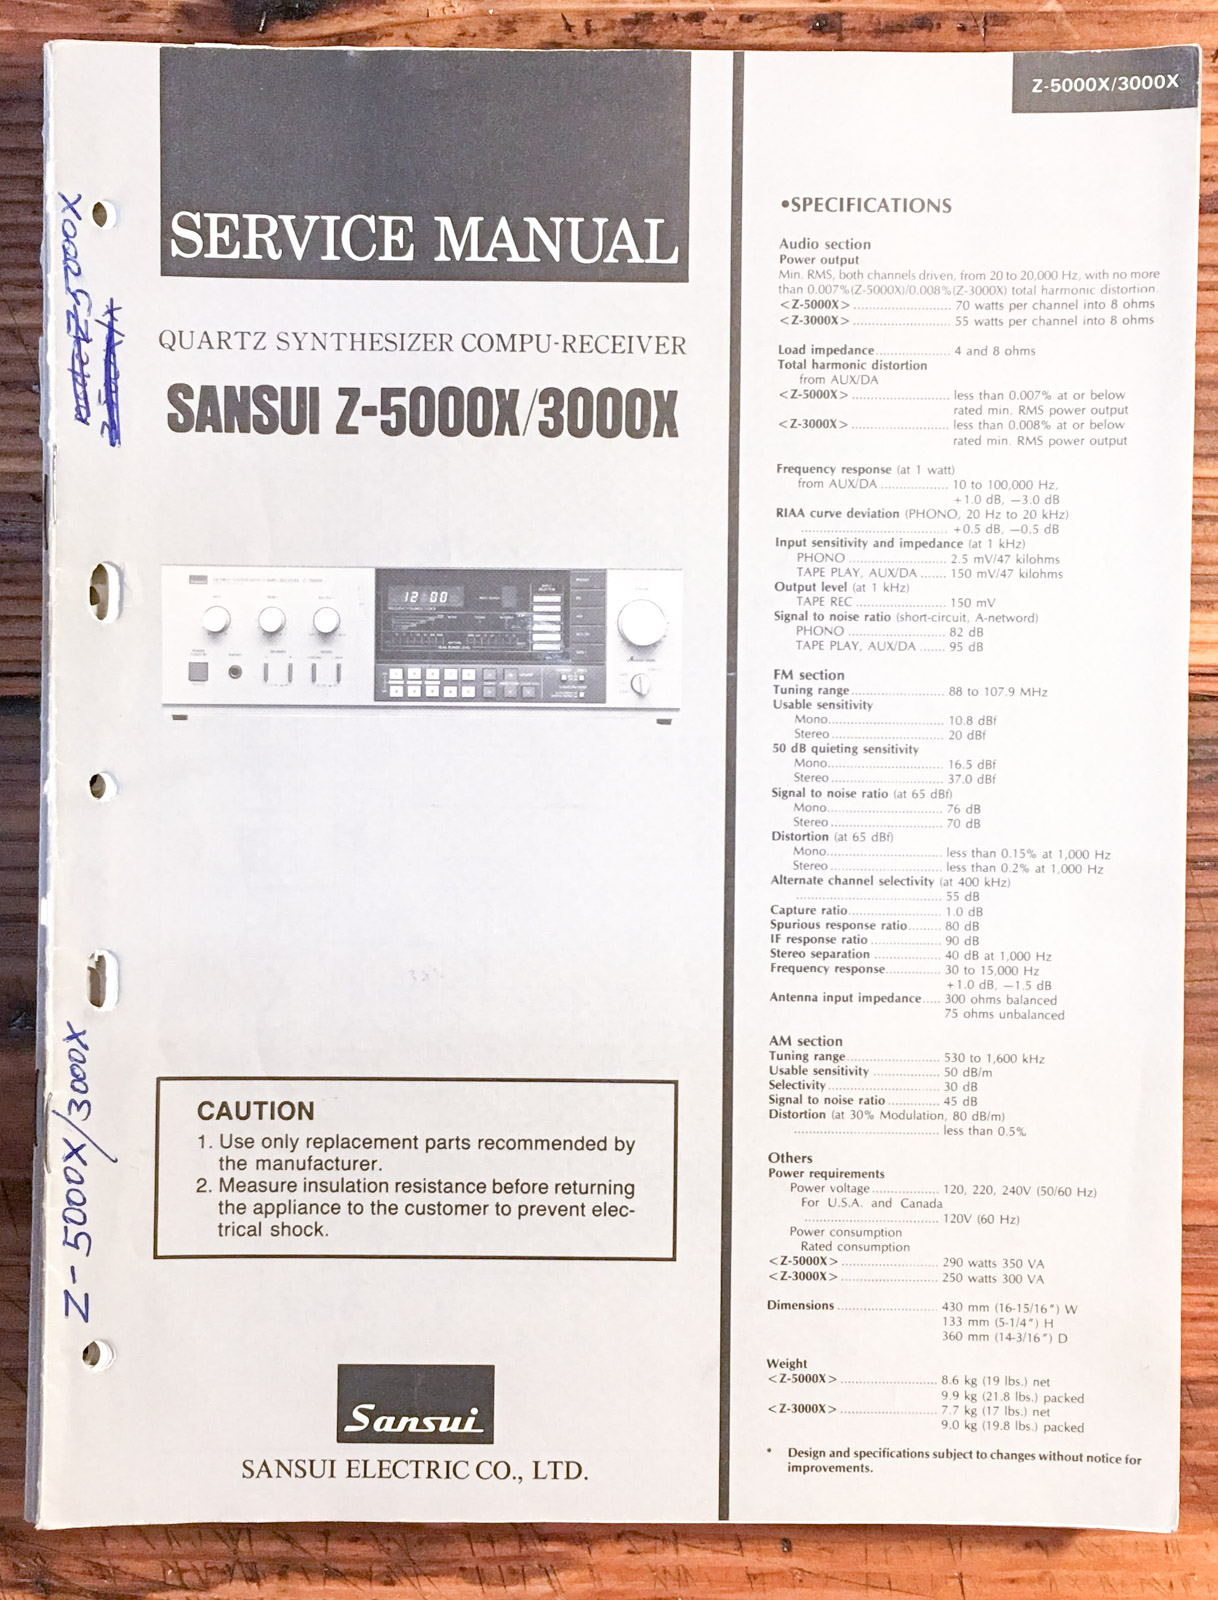 Z-5000X/3000X
SERVICE MANUAL
QUARTZ SYNTHESIZER COMPU-RECEIVER
SANSUI Z-5000X/3000X
12:00
CAUTION
1. Use only replacement parts recommended by
the manufacturer.
2. Measure insulation resistance before returning
the appliance to the customer to prevent elec-
trical shock.
Sansui
SANSUI ELECTRIC CO., LTD.
Z-5000X
Z-5000X/3000X
•SPECIFICATIONS
Audio section
Power output
Min. RMS, both channels driven, from 20 to 20,000 Hz, with no more
than 0.007%(Z-5000X)/0.008%(Z-3000X) total harmonic distortion.
<Z-5000X> ........................ 70 watts per channel into 8 ohms
<Z-3000X> ........................ 55 watts per channel into 8 ohms
Load impedance .................. 4 and 8 ohms
Total harmonic distortion
from AUX/DA
<Z-5000X> ........................ less than 0.007% at or below
rated min. RMS power output
<Z-3000X> ........................ less than 0.008% at or below
rated min. RMS power output
Frequency response (at 1 watt)
from AUX/DA ................. 10 to 100,000 Hz,
+1.0 dB, −3.0 dB
RIAA curve deviation (PHONO, 20 Hz to 20 kHz)
.................................... +0.5 dB, −0.5 dB
Input sensitivity and impedance (at 1 kHz)
PHONO ........................ 2.5 mV/47 kilohms
TAPE PLAY, AUX/DA ....... 150 mV/47 kilohms
Output level (at 1 kHz)
TAPE REC ...................... 150 mV
Signal to noise ratio (short-circuit, A-netword)
PHONO ........................ 82 dB
TAPE PLAY, AUX/DA ....... 95 dB
FM section
Tuning range ....................... 88 to 107.9 MHz
Usable sensitivity
Mono ............................. 10.8 dBf
Stereo ............................ 20 dBf
50 dB quieting sensitivity
Mono ............................. 16.5 dBf
Stereo ............................ 37.0 dBf
Signal to noise ratio (at 65 dBf)
Mono ............................. 76 dB
Stereo ............................ 70 dB
Distortion (at 65 dBf)
Mono ............................. less than 0.15% at 1,000 Hz
Stereo ............................ less than 0.2% at 1,000 Hz
Alternate channel selectivity (at 400 kHz)
.................................... 55 dB
Capture ratio ....................... 1.0 dB
Spurious response ratio ........ 80 dB
IF response ratio ................. 90 dB
Stereo separation ................ 40 dB at 1,000 Hz
Frequency response ............. 30 to 15,000 Hz
+1.0 dB, −1.5 dB
Antenna input impedance ..... 300 ohms balanced
75 ohms unbalanced
AM section
Tuning range ....................... 530 to 1,600 kHz
Usable sensitivity ................ 50 dB/m
Selectivity ........................... 30 dB
Signal to noise ratio ............. 45 dB
Distortion (at 30% Modulation, 80 dB/m)
.................................... less than 0.5%
Others
Power requirements
Power voltage ................. 120, 220, 240V (50/60 Hz)
For U.S.A. and Canada
.................................. 120V (60 Hz)
Power consumption
Rated consumption
<Z-5000X> ........................ 290 watts 350 VA
<Z-3000X> ........................ 250 watts 300 VA
Dimensions ......................... 430 mm (16-15/16") W
133 mm (5-1/4") H
360 mm (14-3/16") D
Weight
<Z-5000X> ........................ 8.6 kg (19 lbs.) net
9.9 kg (21.8 lbs.) packed
<Z-3000X> ........................ 7.7 kg (17 lbs.) net
9.0 kg (19.8 lbs.) packed
* Design and specifications subject to changes without notice for
improvements.